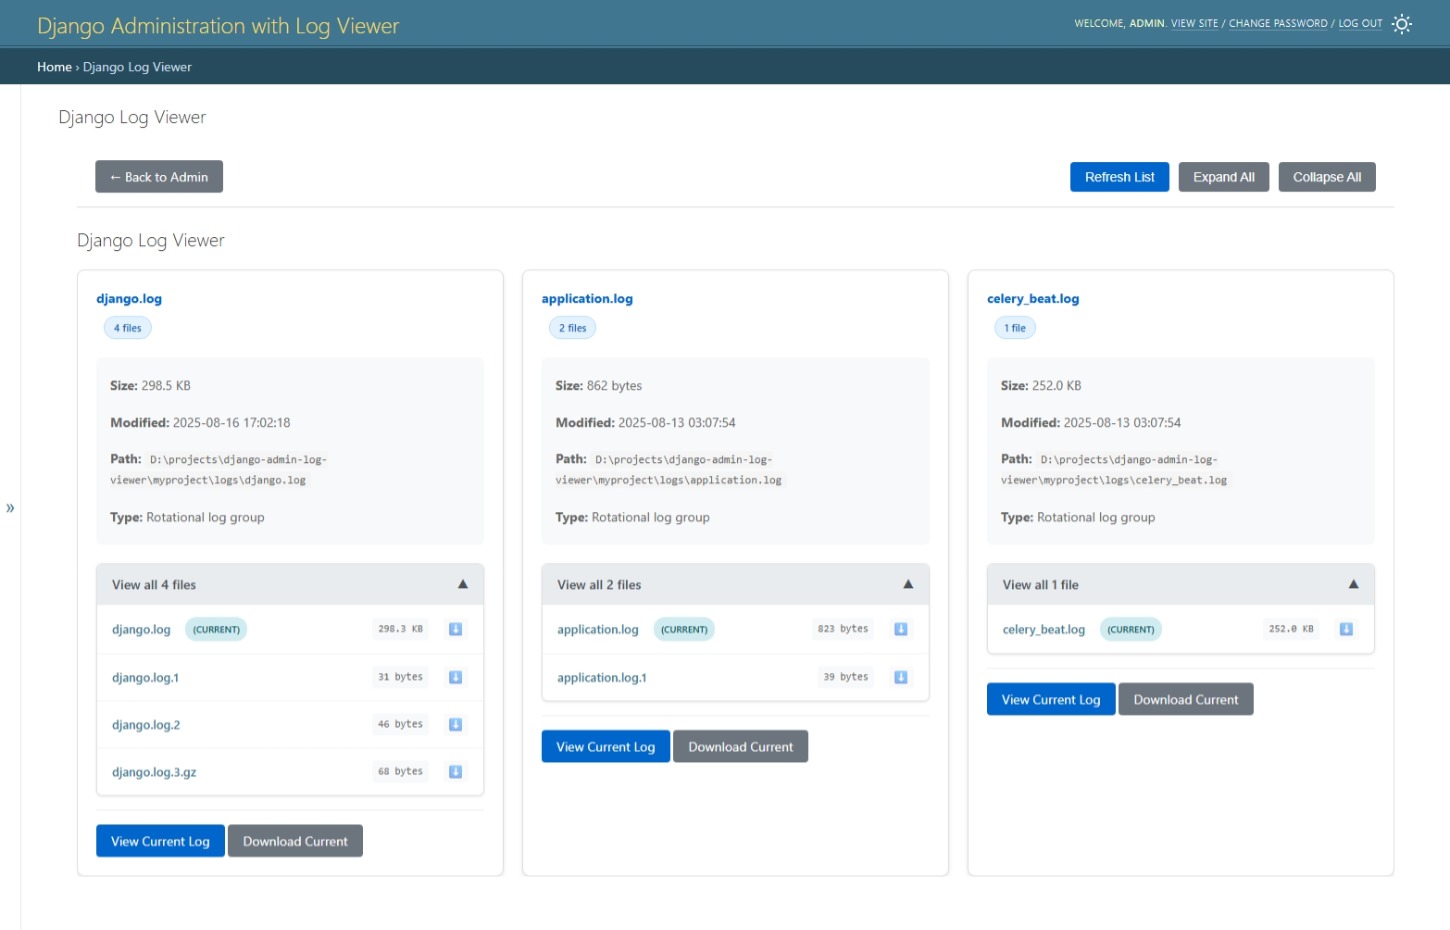 Django Administration with Log Viewer
WELCOME, ADMIN. VIEW SITE / CHANGE PASSWORD / LOG OUT
Home › Django Log Viewer
Django Log Viewer
← Back to Admin
Refresh List
Expand All
Collapse All
Django Log Viewer
django.log
4 files
Size: 298.5 KB
Modified: 2025-08-16 17:02:18
Path: D:\projects\django-admin-log-
viewer\myproject\logs\django.log
Type: Rotational log group
View all 4 files ▲
django.log (CURRENT) 298.3 KB
django.log.1 31 bytes
django.log.2 46 bytes
django.log.3.gz 68 bytes
View Current Log
Download Current
application.log
2 files
Size: 862 bytes
Modified: 2025-08-13 03:07:54
Path: D:\projects\django-admin-log-
viewer\myproject\logs\application.log
Type: Rotational log group
View all 2 files ▲
application.log (CURRENT) 823 bytes
application.log.1 39 bytes
View Current Log
Download Current
celery_beat.log
1 file
Size: 252.0 KB
Modified: 2025-08-13 03:07:54
Path: D:\projects\django-admin-log-
viewer\myproject\logs\celery_beat.log
Type: Rotational log group
View all 1 file ▲
celery_beat.log (CURRENT) 252.0 KB
View Current Log
Download Current
»